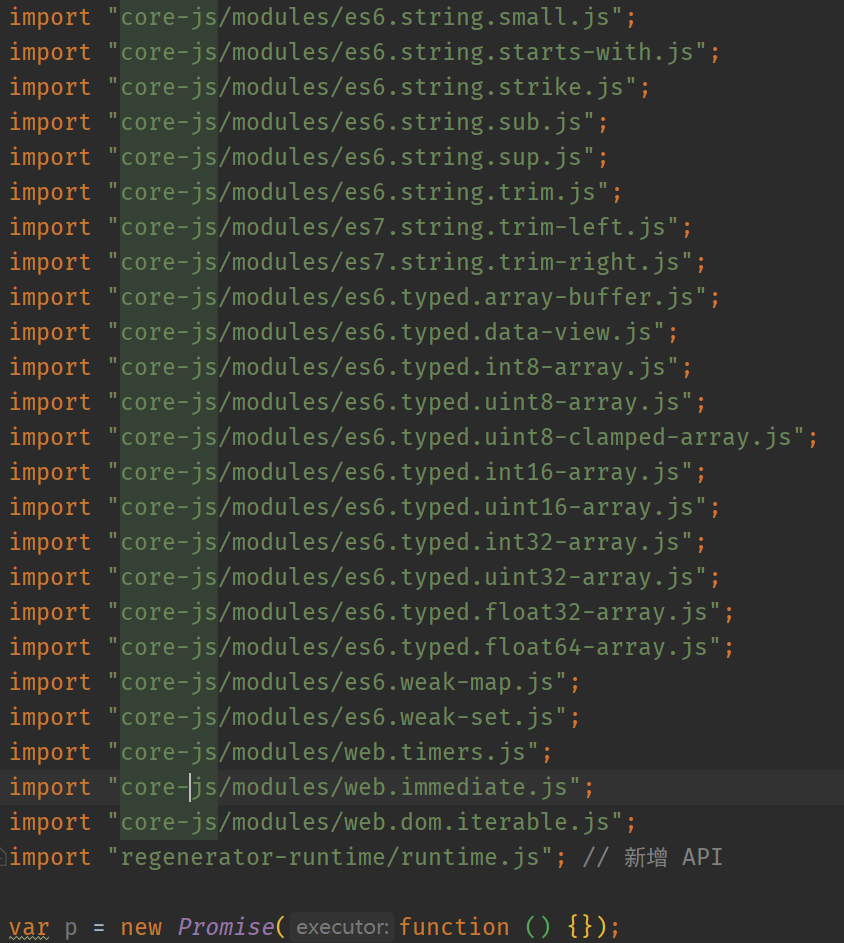 import "core-js/modules/es6.string.small.js";
import "core-js/modules/es6.string.starts-with.js";
import "core-js/modules/es6.string.strike.js";
import "core-js/modules/es6.string.sub.js";
import "core-js/modules/es6.string.sup.js";
import "core-js/modules/es6.string.trim.js";
import "core-js/modules/es7.string.trim-left.js";
import "core-js/modules/es7.string.trim-right.js";
import "core-js/modules/es6.typed.array-buffer.js";
import "core-js/modules/es6.typed.data-view.js";
import "core-js/modules/es6.typed.int8-array.js";
import "core-js/modules/es6.typed.uint8-array.js";
import "core-js/modules/es6.typed.uint8-clamped-array.js";
import "core-js/modules/es6.typed.int16-array.js";
import "core-js/modules/es6.typed.uint16-array.js";
import "core-js/modules/es6.typed.int32-array.js";
import "core-js/modules/es6.typed.uint32-array.js";
import "core-js/modules/es6.typed.float32-array.js";
import "core-js/modules/es6.typed.float64-array.js";
import "core-js/modules/es6.weak-map.js";
import "core-js/modules/es6.weak-set.js";
import "core-js/modules/web.timers.js";
import "core-js/modules/web.immediate.js";
import "core-js/modules/web.dom.iterable.js";
import "regenerator-runtime/runtime.js"; // 新增 API
var p = new Promise( executor: function () {});